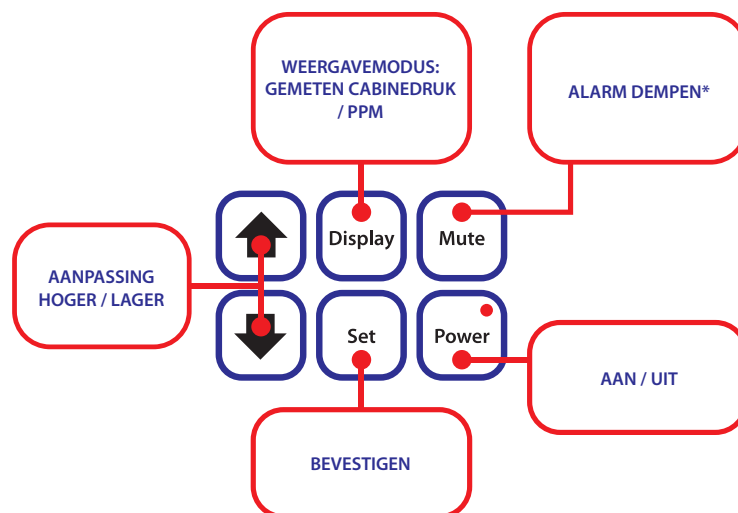 WEERGAVEMODUS:
GEMETEN CABINEDRUK
/ PPM
ALARM DEMPEN*
Display
Mute
AANPASSING
HOGER / LAGER
Set
Power
AAN / UIT
BEVESTIGEN